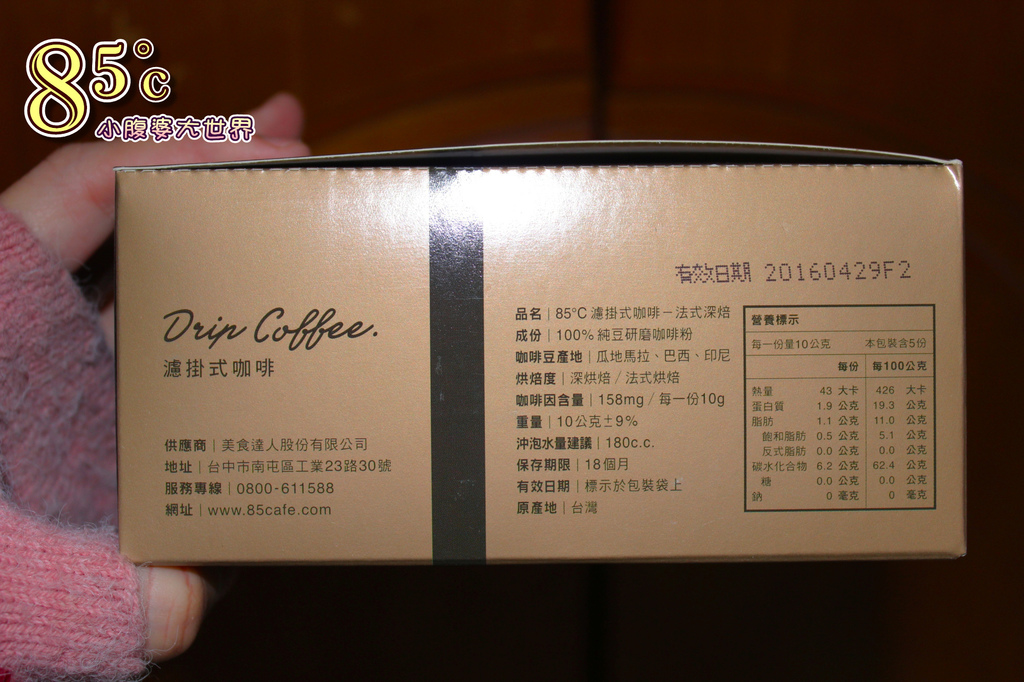 85°C
小腹婆大世界
有效日期 20160429F2
Drip Coffee.
濾掛式咖啡
供應商｜美食達人股份有限公司
地址｜台中市南屯區工業23路30號
服務專線｜0800-611588
網址｜www.85cafe.com
品名｜85°C 濾掛式咖啡－法式深焙
成份｜100% 純豆研磨咖啡粉
咖啡豆產地｜瓜地馬拉、巴西、印尼
烘焙度｜深烘焙／法式烘焙
咖啡因含量｜158mg／每一份10g
重量｜10公克±9%
沖泡水量建議｜180c.c.
保存期限｜18個月
有效日期｜標示於包裝袋上
原產地｜台灣
營養標示
每一份量10公克 本包裝含5份
每份 每100公克
熱量 43 大卡 426 大卡
蛋白質 1.9 公克 19.3 公克
脂肪 1.1 公克 11.0 公克
飽和脂肪 0.5 公克 5.1 公克
反式脂肪 0.0 公克 0.0 公克
碳水化合物 6.2 公克 62.4 公克
糖 0.0 公克 0.0 公克
鈉 0 毫克 0 毫克